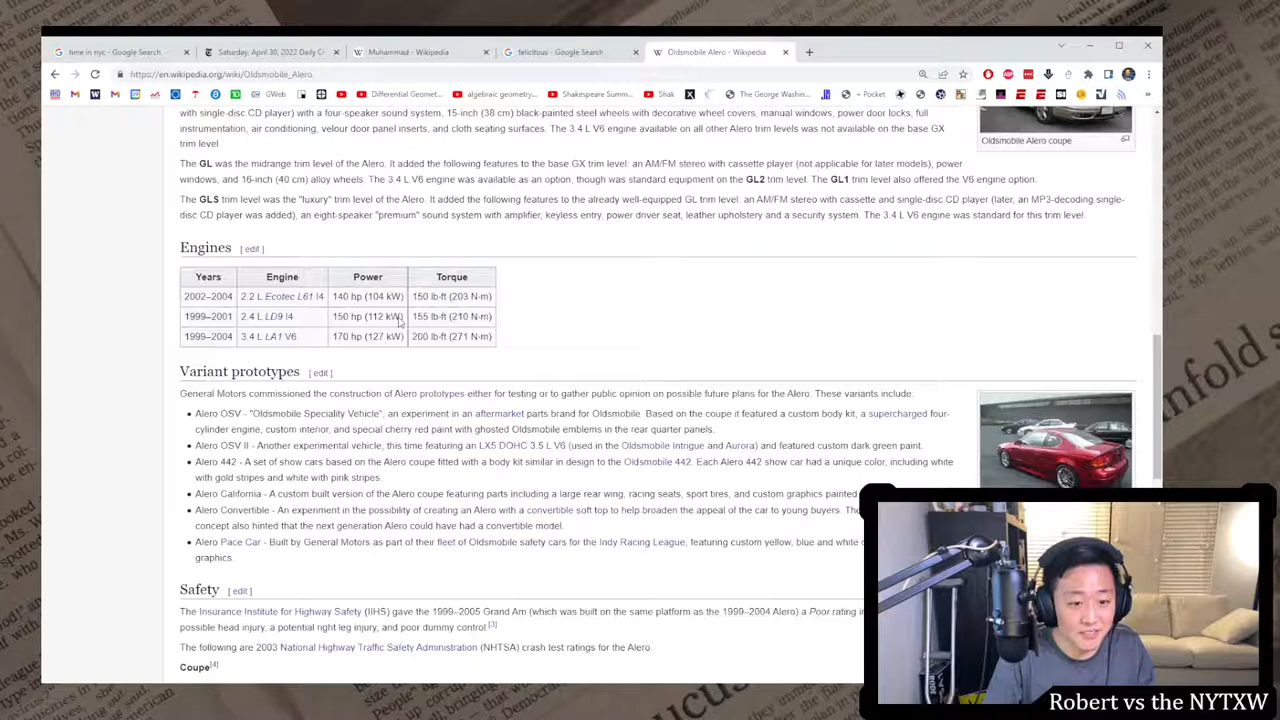 time in nyc - Google Search
Saturday, April 30, 2022 Daily C
Muhammad - Wikipedia
felicitous - Google Search
Oldsmobile Alero - Wikipedia
https://en.wikipedia.org/wiki/Oldsmobile_Alero
GWeb
Differential Geomet...
algebraic geometry...
Shakespeare Summ...
Shak
The George Washin...
Pocket
with single-disc CD player) with a four-speaker sound system, 15-inch (38 cm) black-painted steel wheels with decorative wheel covers, manual windows, power door locks, full
instrumentation, air conditioning, velour door panel inserts, and cloth seating surfaces. The 3.4 L V6 engine available on all other Alero trim levels was not available on the base GX
trim level.
Oldsmobile Alero coupe
The GL was the midrange trim level of the Alero. It added the following features to the base GX trim level: an AM/FM stereo with cassette player (not applicable for later models), power
windows, and 16-inch (40 cm) alloy wheels. The 3.4 L V6 engine was available as an option, though was standard equipment on the GL2 trim level. The GL1 trim level also offered the V6 engine option.
The GLS trim level was the "luxury" trim level of the Alero. It added the following features to the already well-equipped GL trim level: an AM/FM stereo with cassette and single-disc CD player (later, an MP3-decoding single-
disc CD player was added), an eight-speaker "premium" sound system with amplifier, keyless entry, power driver seat, leather upholstery and a security system. The 3.4 L V6 engine was standard for this trim level.
Engines [ edit ]
Years Engine Power Torque
2002–2004 2.2 L Ecotec L61 I4 140 hp (104 kW) 150 lb·ft (203 N·m)
1999–2001 2.4 L LD9 I4 150 hp (112 kW) 155 lb·ft (210 N·m)
1999–2004 3.4 L LA1 V6 170 hp (127 kW) 200 lb·ft (271 N·m)
Variant prototypes [ edit ]
General Motors commissioned the construction of Alero prototypes either for testing or to gather public opinion on possible future plans for the Alero. These variants include:
Alero OSV - "Oldsmobile Speciality Vehicle", an experiment in an aftermarket parts brand for Oldsmobile. Based on the coupe it featured a custom body kit, a supercharged four-
cylinder engine, custom interior, and special cherry red paint with ghosted Oldsmobile emblems in the rear quarter panels.
Alero OSV II - Another experimental vehicle, this time featuring an LX5 DOHC 3.5 L V6 (used in the Oldsmobile Intrigue and Aurora) and featured custom dark green paint.
Alero 442 - A set of show cars based on the Alero coupe fitted with a body kit similar in design to the Oldsmobile 442. Each Alero 442 show car had a unique color, including white
with gold stripes and white with pink stripes.
Alero California - A custom built version of the Alero coupe featuring parts including a large rear wing, racing seats, sport tires, and custom graphics painted
Alero Convertible - An experiment in the possibility of creating an Alero with a convertible soft top to help broaden the appeal of the car to young buyers. The
concept also hinted that the next generation Alero could have had a convertible model.
Alero Pace Car - Built by General Motors as part of their fleet of Oldsmobile safety cars for the Indy Racing League, featuring custom yellow, blue and white
graphics.
Safety [ edit ]
The Insurance Institute for Highway Safety (IIHS) gave the 1999–2005 Grand Am (which was built on the same platform as the 1999–2004 Alero) a Poor rating in
possible head injury, a potential right leg injury, and poor dummy control [3]
The following are 2003 National Highway Traffic Safety Administration (NHTSA) crash test ratings for the Alero.
Coupe[4]
Robert vs the NYTXW